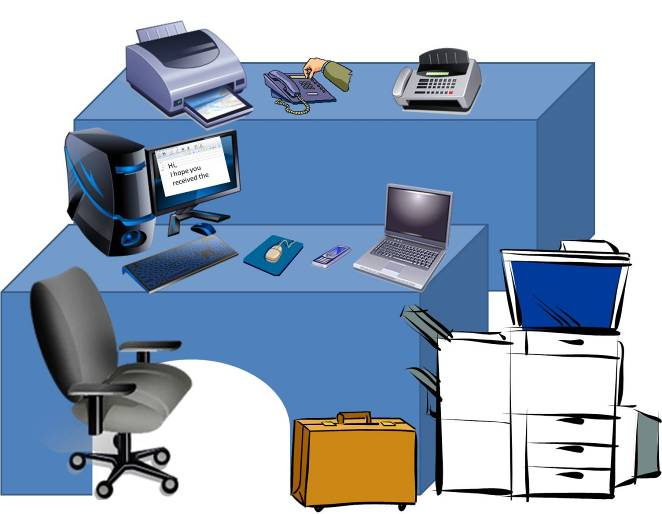 Hi,
I hope you
received the